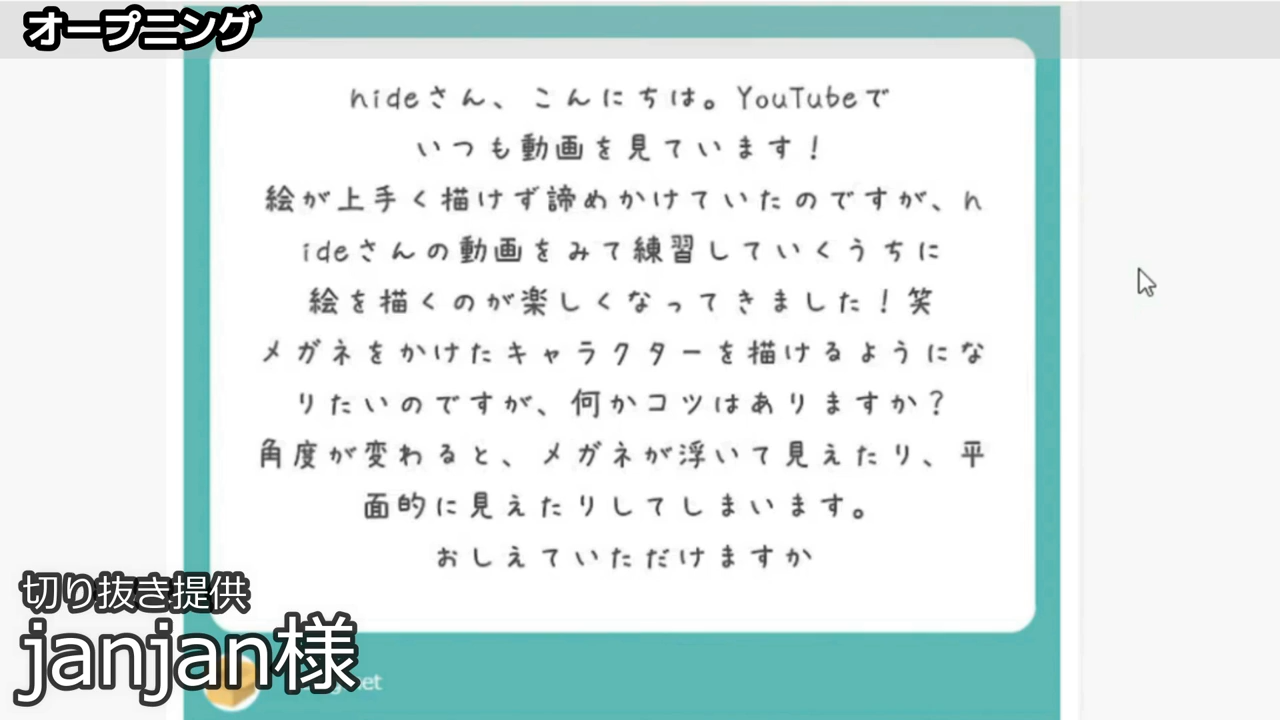 オープニング
hideさん、こんにちは。YouTubeで
いつも動画を見ています！
絵が上手く描けず諦めかけていたのですが、h
ideさんの動画をみて練習していくうちに
絵を描くのが楽しくなってきました！笑
メガネをかけたキャラクターを描けるようにな
りたいのですが、何かコツはありますか？
角度が変わると、メガネが浮いて見えたり、平
面的に見えたりしてしまいます。
おしえていただけますか
切り抜き提供
janjan様